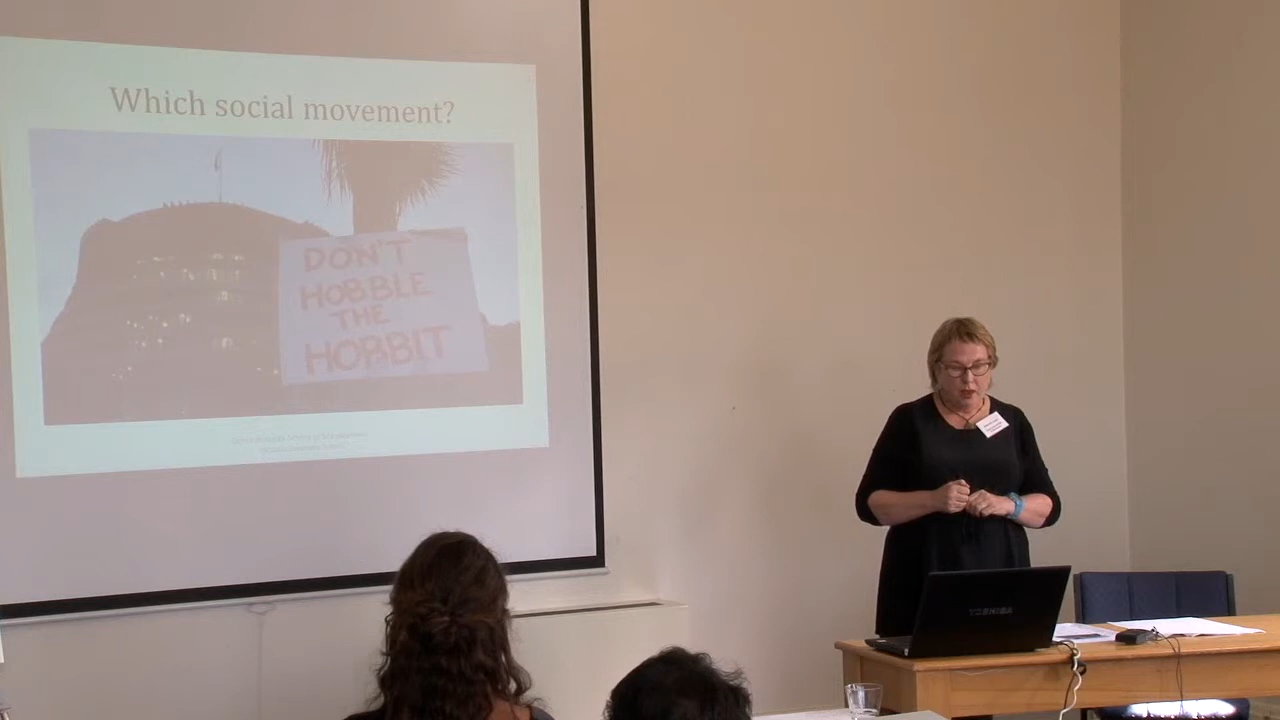 Which social movement?
DON'T
HOBBLE
THE
HOBBIT
TOSHIBA